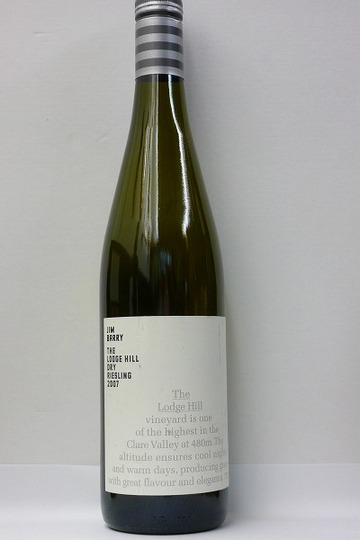 JIM
BARRY
THE
LODGE HILL
DRY
RIESLING
2007
The
Lodge Hill
vineyard is one
of the highest in the
Clare Valley at 480m. The
altitude ensures cool nights
and warm days, producing
with great flavour and elegance